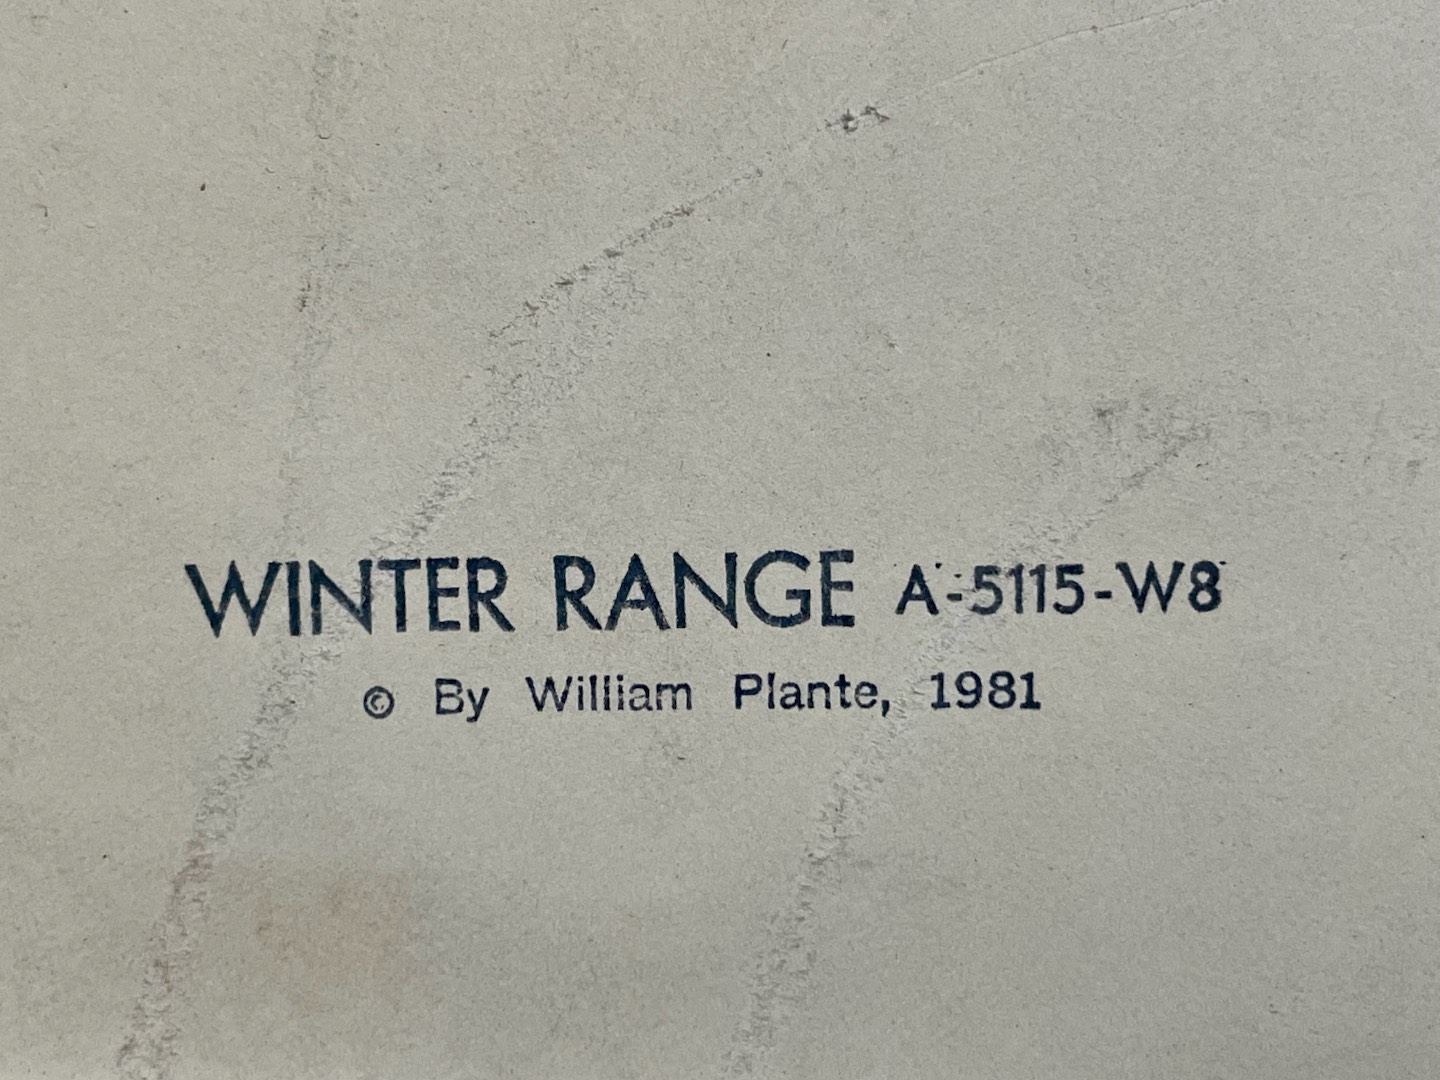 WINTER RANGE A-5115-W8
© By William Plante, 1981